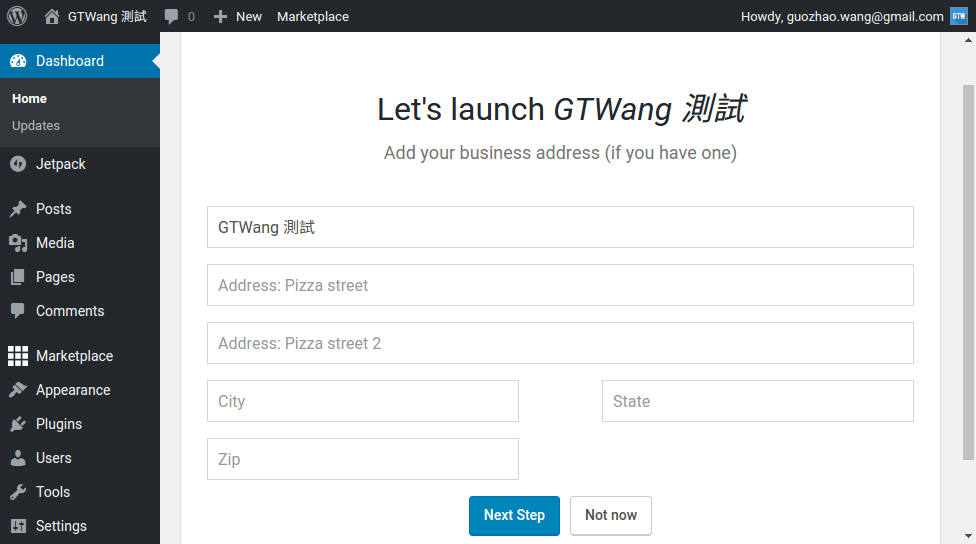 GTWang 測試 0 New Marketplace Howdy, guozhao.wang@gmail.com GTW
Dashboard
Home
Updates
Jetpack
Posts
Media
Pages
Comments
Marketplace
Appearance
Plugins
Users
Tools
Settings
Let's launch GTWang 測試
Add your business address (if you have one)
GTWang 測試
Address: Pizza street
Address: Pizza street 2
City State
Zip
Next Step Not now